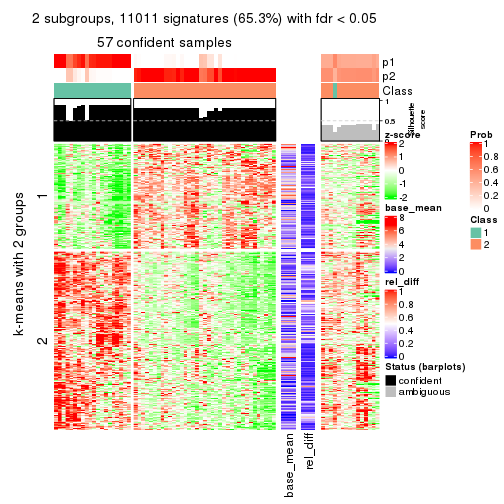 2 subgroups, 11011 signatures (65.3%) with fdr < 0.05
57 confident samples
p1
p2
Class
1
0.5
0
Silhouette
score
k-means with 2 groups
1
2
base_mean
rel_diff
z-score
2
1
0
-1
-2
base_mean
8
6
4
2
0
rel_diff
1
0.8
0.6
0.4
0.2
0
Status (barplots)
confident
ambiguous
Prob
1
0.8
0.6
0.4
0.2
0
Class
1
2